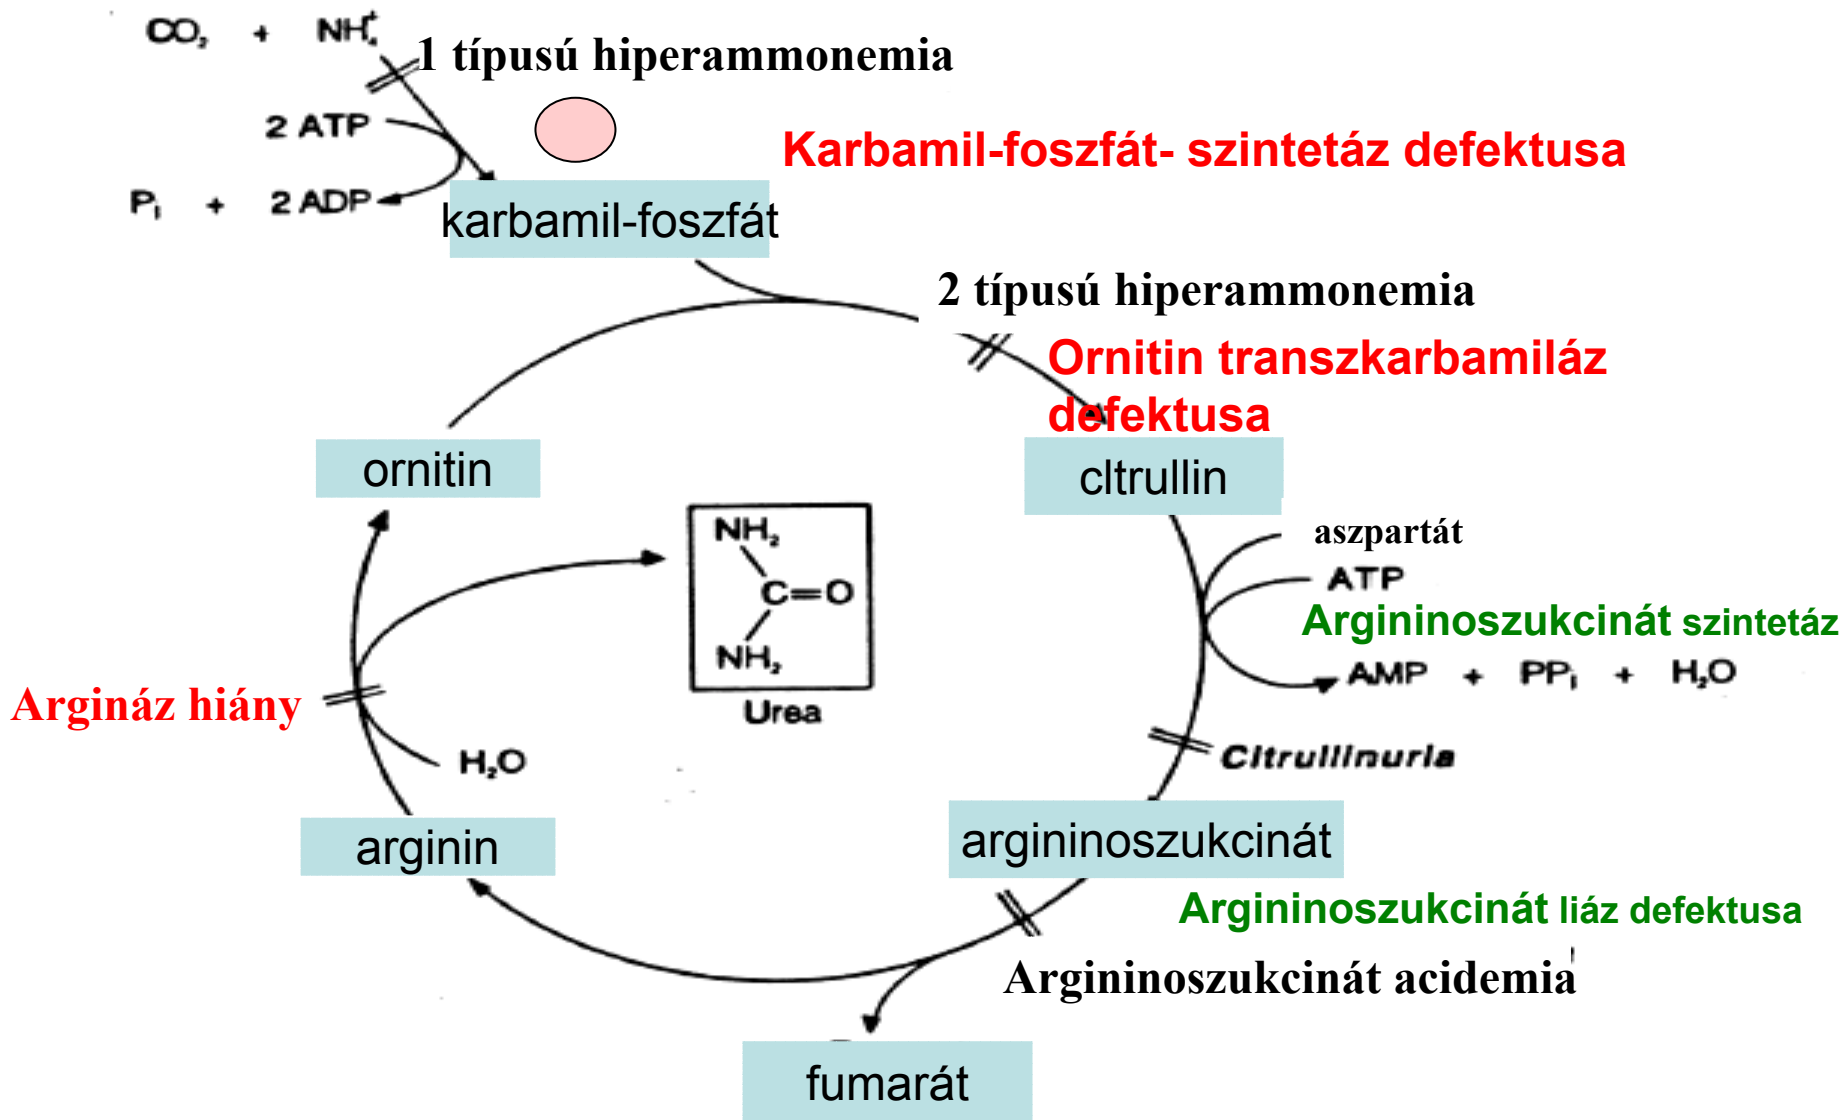 CO₂ + NH₄⁺
1 típusú hiperammonemia
2 ATP
Karbamil-foszfát- szintetáz defektusa
Pᵢ + 2 ADP
karbamil-foszfát
2 típusú hiperammonemia
Ornitin transzkarbamiláz
defektusa
ornitin
cltrullin
NH₂
aszpartát
C=O
ATP
Argininoszukcinát szintetáz
NH₂
AMP + PPᵢ + H₂O
Argináz hiány
Urea
H₂O
Citrullinuria
arginin
argininoszukcinát
Argininoszukcinát liáz defektusa
Argininoszukcinát acidemia
fumarát